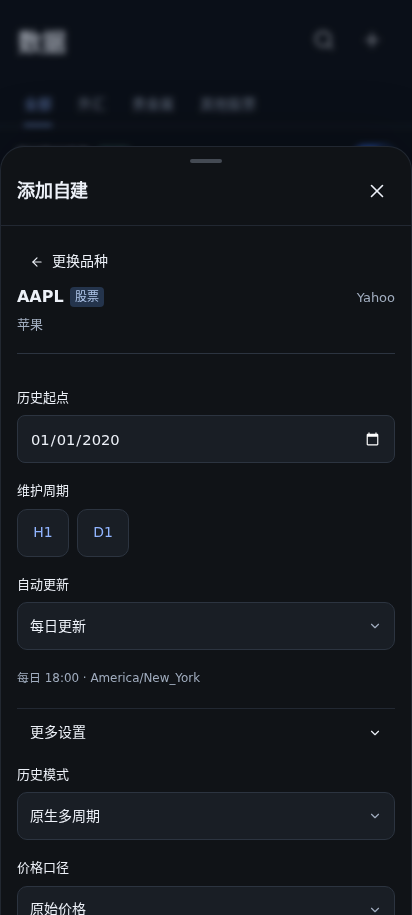 数据
添加自建
更换品种
AAPL 股票 Yahoo
苹果
历史起点
01/01/2020
维护周期
H1 D1
自动更新
每日更新
每日 18:00 · America/New_York
更多设置
历史模式
原生多周期
价格口径
原始价格